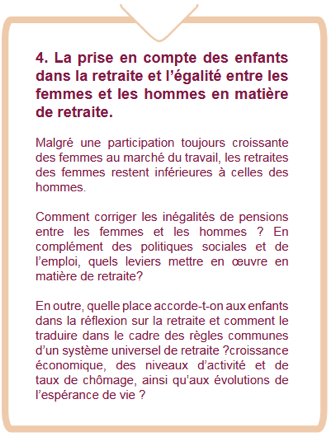 4. La prise en compte des enfants
dans la retraite et l'égalité entre les
femmes et les hommes en matière
de retraite.
Malgré une participation toujours croissante
des femmes au marché du travail, les retraites
des femmes restent inférieures à celles des
hommes.
Comment corriger les inégalités de pensions
entre les femmes et les hommes ? En
complément des politiques sociales et de
l'emploi, quels leviers mettre en œuvre en
matière de retraite?
En outre, quelle place accorde-t-on aux enfants
dans la réflexion sur la retraite et comment le
traduire dans le cadre des règles communes
d'un système universel de retraite ?croissance
économique, des niveaux d'activité et de
taux de chômage, ainsi qu'aux évolutions de
l'espérance de vie ?